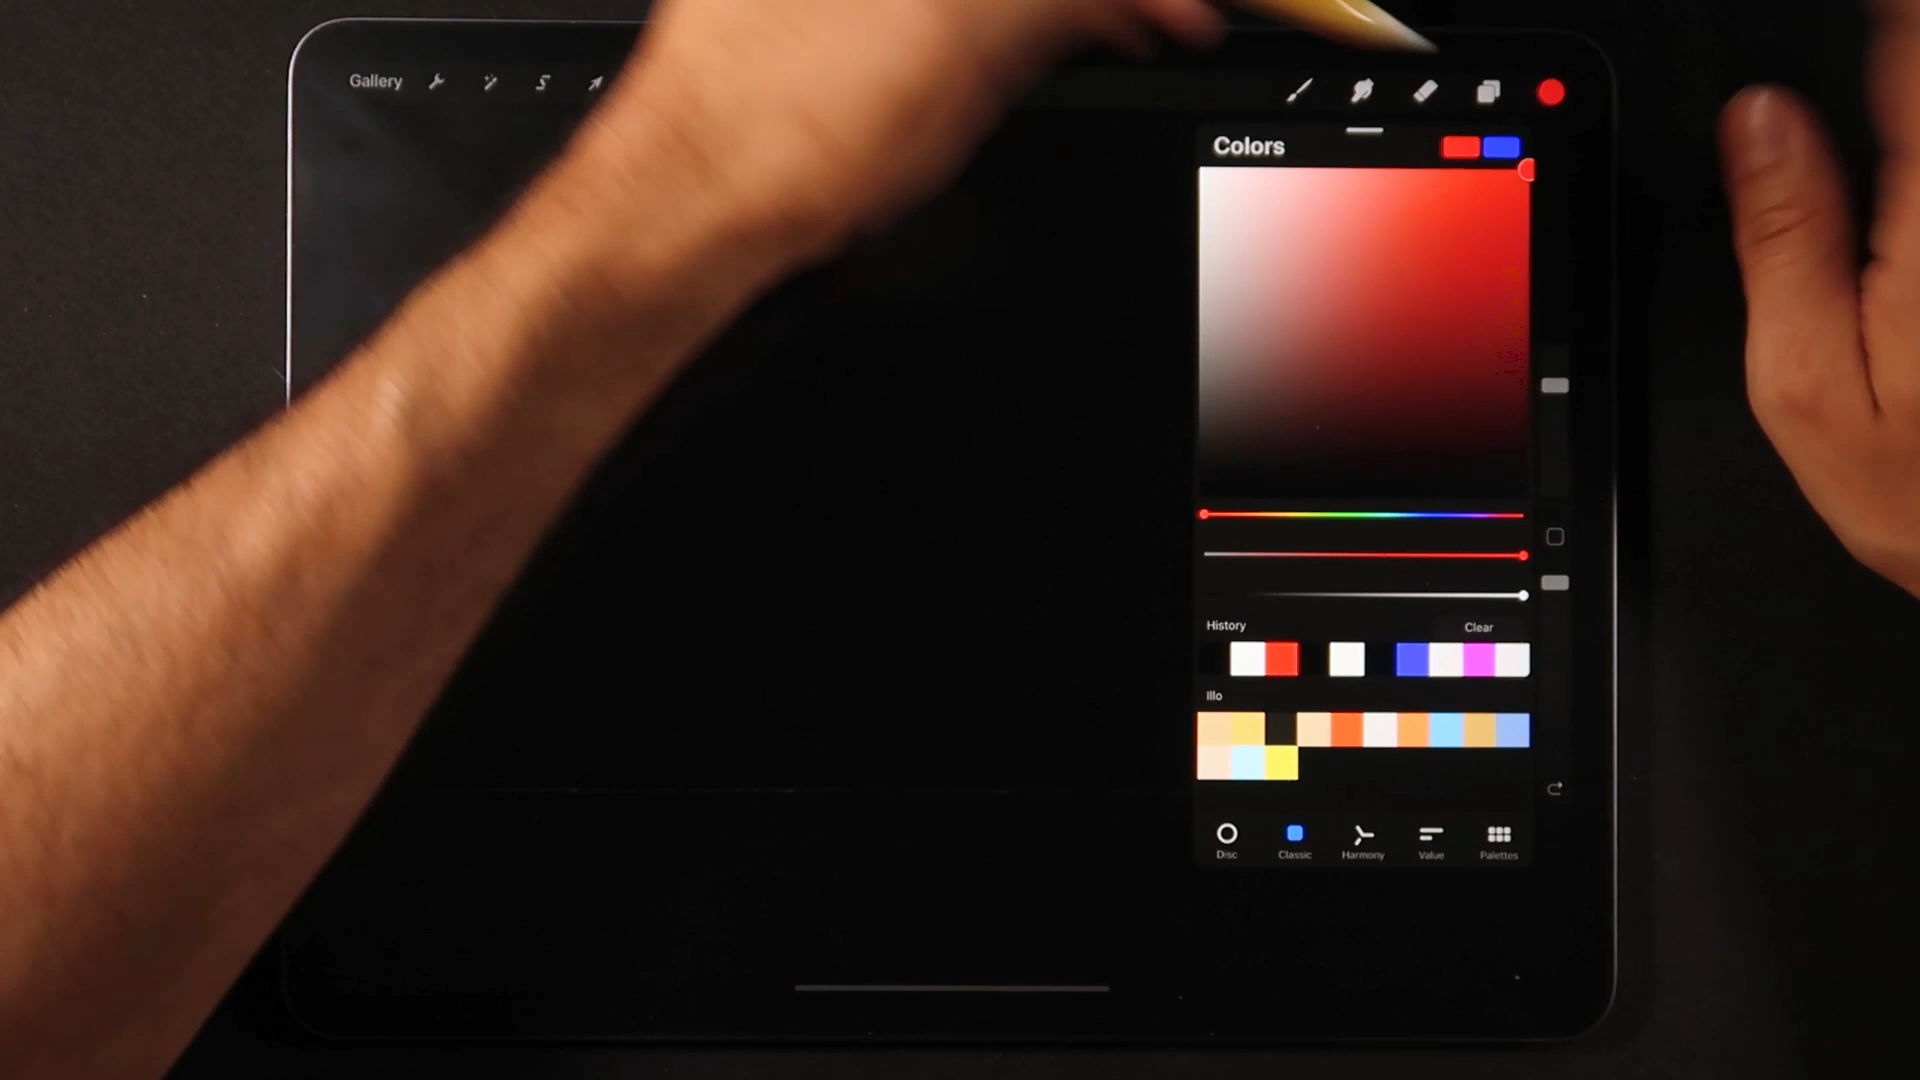 Gallery
Colors
History
Clear
Illo
Disc
Classic
Harmony
Value
Palettes